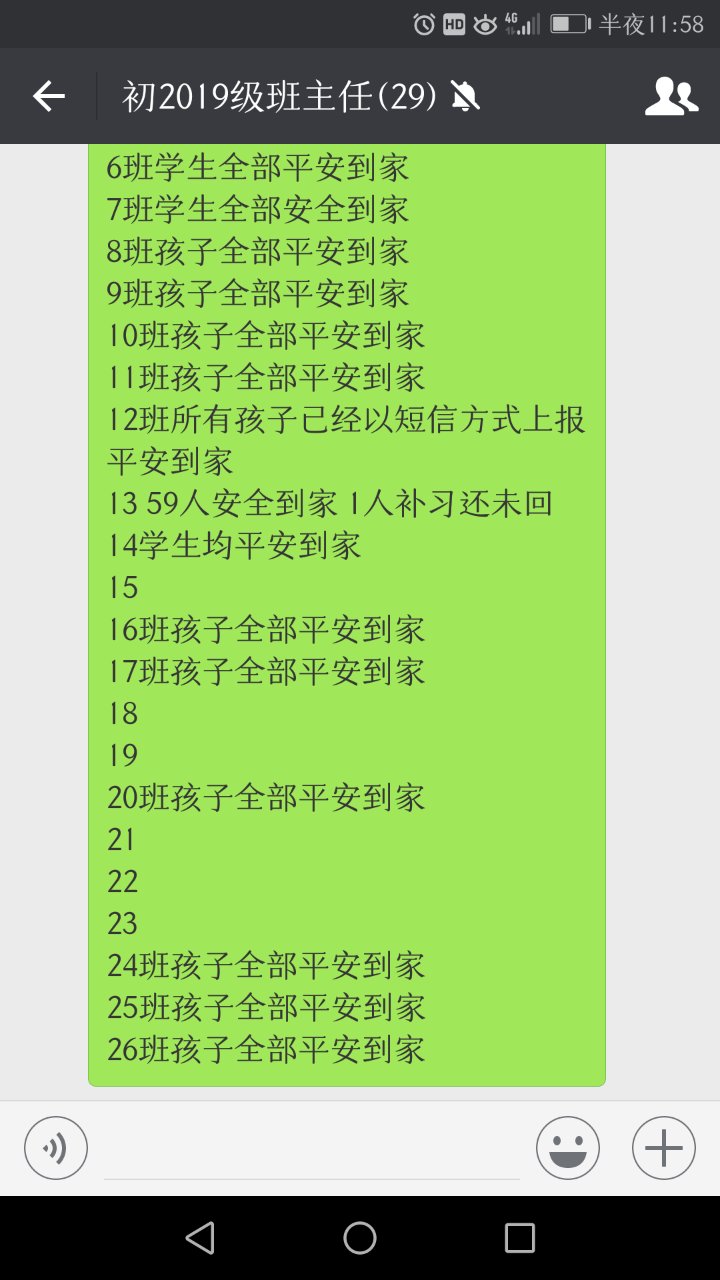 HD 4G 半夜11:58
初2019级班主任(29)
6班学生全部平安到家
7班学生全部安全到家
8班孩子全部平安到家
9班孩子全部平安到家
10班孩子全部平安到家
11班孩子全部平安到家
12班所有孩子已经以短信方式上报
平安到家
13 59人安全到家 1人补习还未回
14学生均平安到家
15
16班孩子全部平安到家
17班孩子全部平安到家
18
19
20班孩子全部平安到家
21
22
23
24班孩子全部平安到家
25班孩子全部平安到家
26班孩子全部平安到家